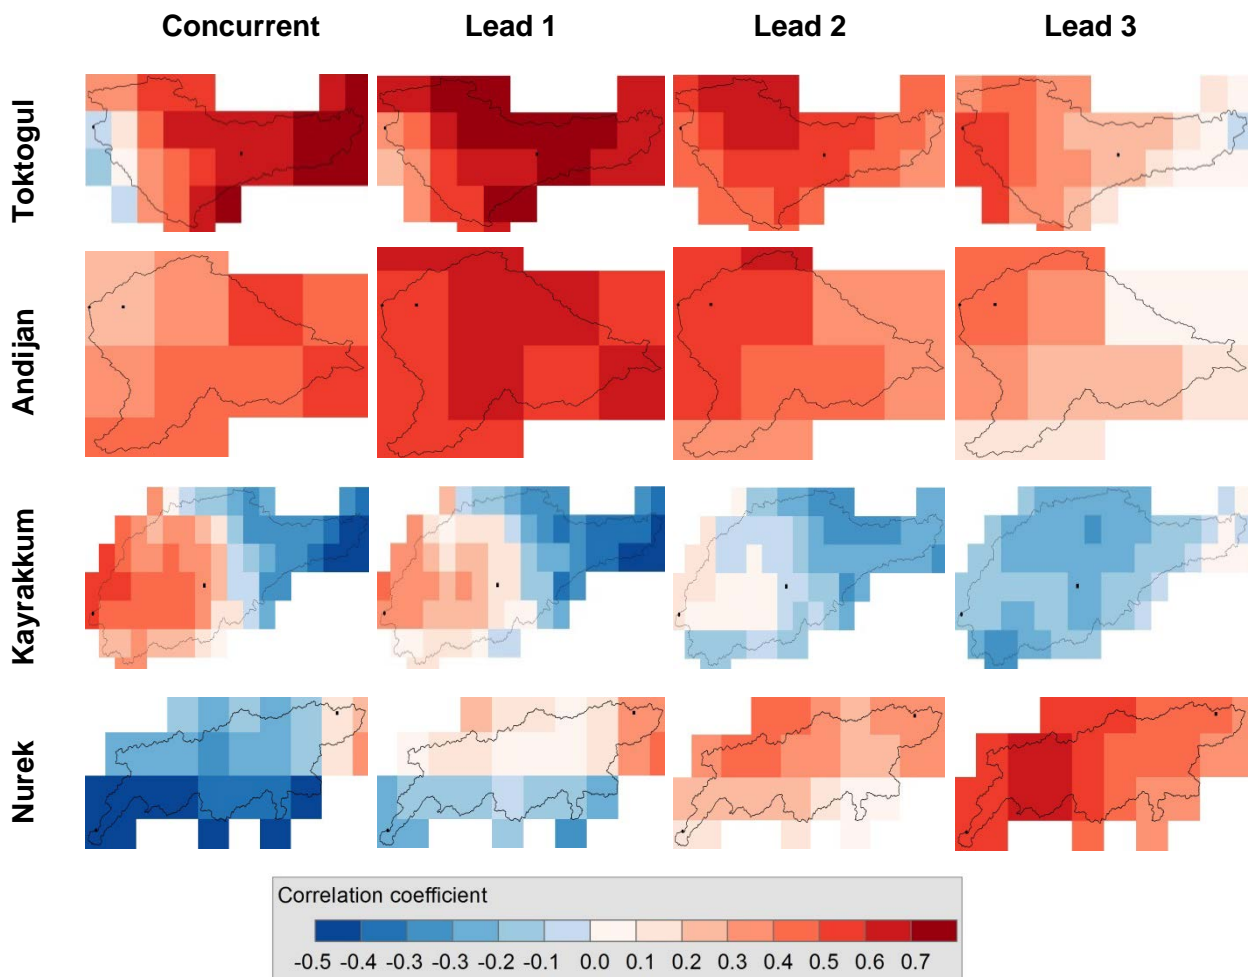 Concurrent Lead 1 Lead 2 Lead 3
Toktogul
Andijan
Kayrakkum
Nurek
Correlation coefficient
-0.5 -0.4 -0.3 -0.3 -0.2 -0.1 0.0 0.1 0.2 0.3 0.4 0.5 0.6 0.7